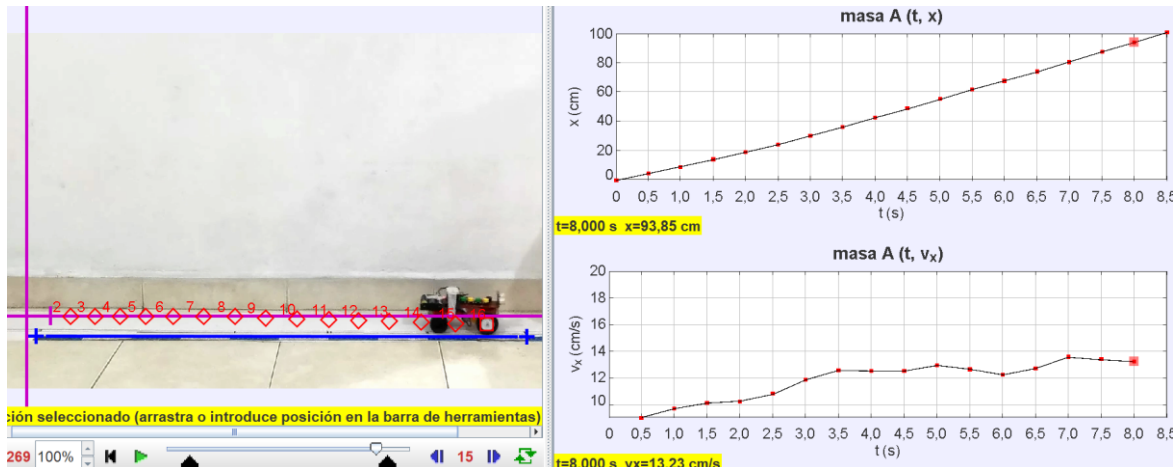 2 3 4 5 6 7 8 9 10 11 12 13 14 15 16
ción seleccionado (arrastra o introduce posición en la barra de herramientas)
269 100% 15
masa A (t, x)
100
80
60
40
20
0
x (cm)
0 0,5 1,0 1,5 2,0 2,5 3,0 3,5 4,0 4,5 5,0 5,5 6,0 6,5 7,0 7,5 8,0 8,5
t (s)
t=8,000 s x=93,85 cm
masa A (t, vx)
20
18
16
14
12
10
vx (cm/s)
0 0,5 1,0 1,5 2,0 2,5 3,0 3,5 4,0 4,5 5,0 5,5 6,0 6,5 7,0 7,5 8,0 8,5
t (s)
t=8,000 s vx=13,23 cm/s